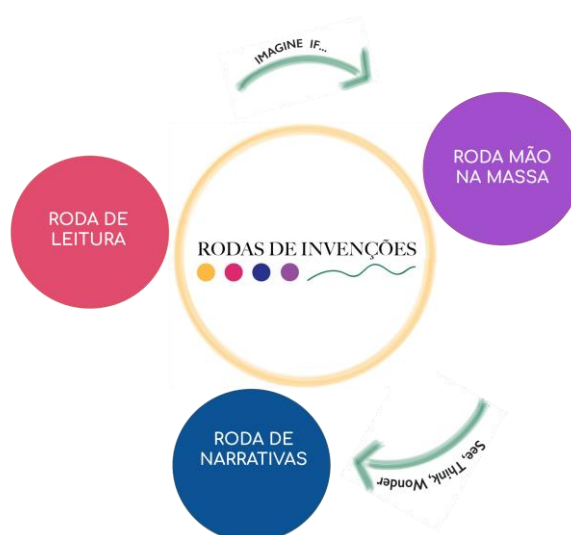 IMAGINE IF...
RODA MÃO
NA MASSA
RODA DE
LEITURA
RODAS DE INVENÇÕES
RODA DE
NARRATIVAS
See, Think, Wonder